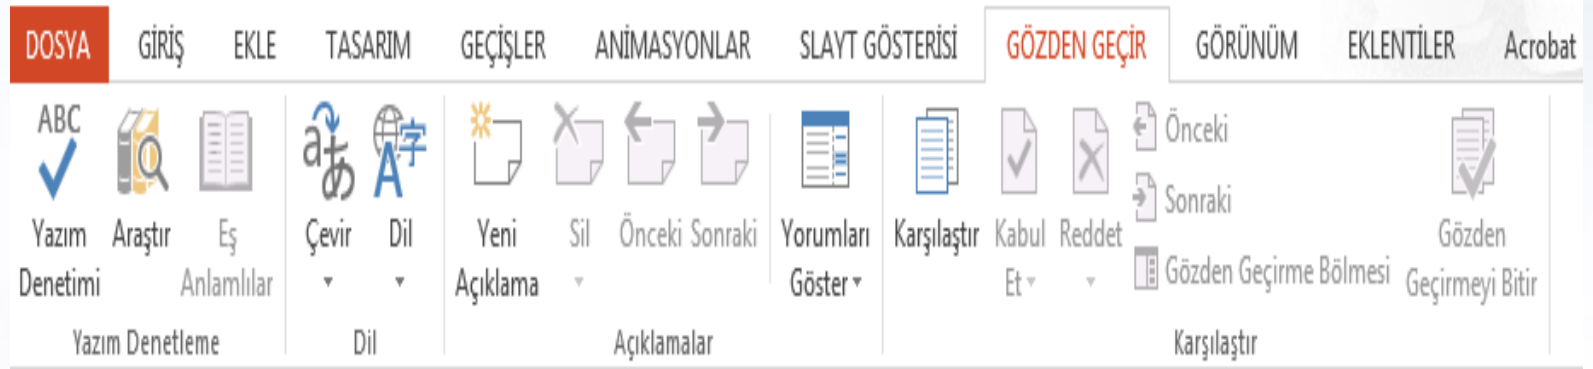 DOSYA GİRİŞ EKLE TASARIM GEÇİŞLER ANİMASYONLAR SLAYT GÖSTERİSİ GÖZDEN GEÇİR GÖRÜNÜM EKLENTİLER Acrobat
ABC
Yazım
Denetimi
Araştır
Eş
Anlamlılar
Yazım Denetleme
Çevir
Dil
Dil
Yeni
Açıklama
Sil
Önceki
Sonraki
Yorumları
Göster
Açıklamalar
Karşılaştır
Kabul
Et
Reddet
Önceki
Sonraki
Gözden Geçirme Bölmesi
Gözden
Geçirmeyi Bitir
Karşılaştır